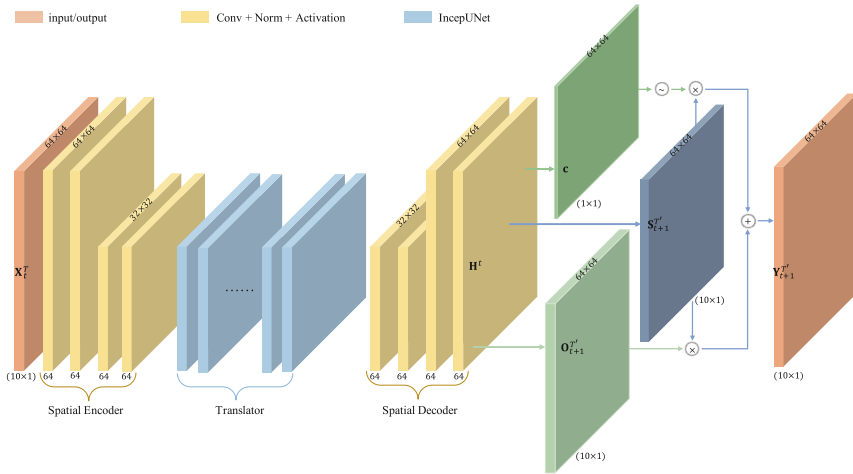 input/output
Conv + Norm + Activation
IncepUNet
64×64
64×64
32×32
X_t^T
(10×1)
64
64
64
64
Spatial Encoder
......
Translator
32×32
64×64
H^t
64
64
64
64
Spatial Decoder
64×64
c
(1×1)
~
×
64×64
S_{t+1}^{T'}
(10×1)
64×64
O_{t+1}^{T'}
(10×1)
×
+
64×64
Y_{t+1}^{T'}
(10×1)